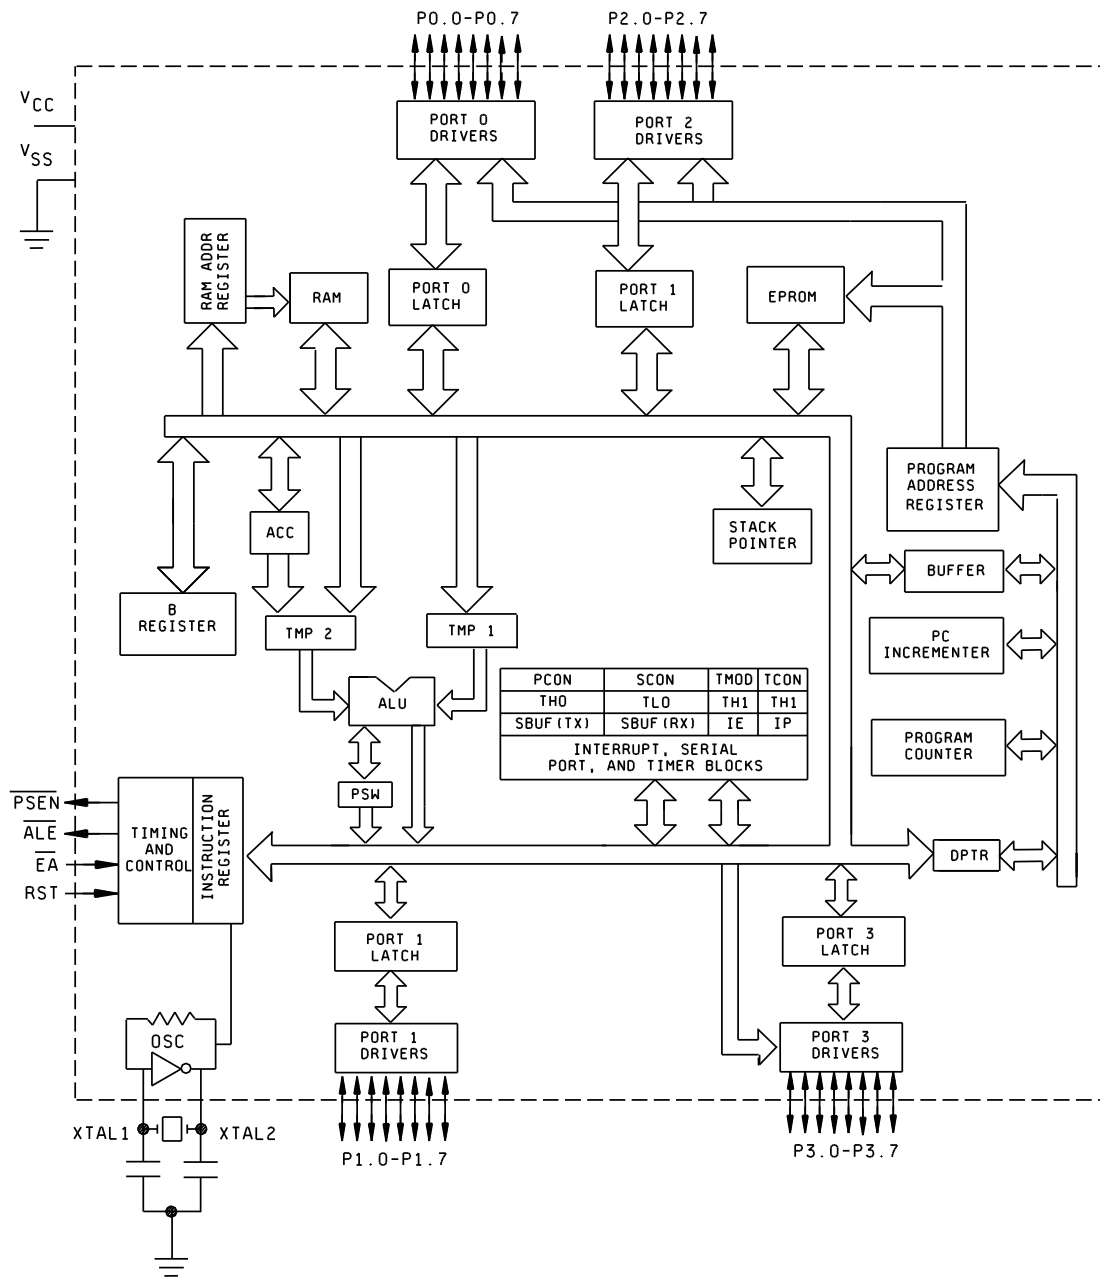 P0.0-P0.7
P2.0-P2.7
VCC
VSS
PORT 0
DRIVERS
PORT 2
DRIVERS
RAM ADDR
REGISTER
RAM
PORT 0
LATCH
PORT 1
LATCH
EPROM
PROGRAM
ADDRESS
REGISTER
ACC
STACK
POINTER
BUFFER
B
REGISTER
TMP 2
TMP 1
PC
INCREMENTER
PCON SCON TMOD TCON
TH0 TL0 TH1 TH1
SBUF(TX) SBUF(RX) IE IP
INTERRUPT, SERIAL
PORT, AND TIMER BLOCKS
ALU
PROGRAM
COUNTER
PSW
PSEN
ALE
EA
RST
TIMING
AND
CONTROL
INSTRUCTION
REGISTER
DPTR
PORT 1
LATCH
PORT 3
LATCH
OSC
PORT 1
DRIVERS
PORT 3
DRIVERS
XTAL1
XTAL2
P1.0-P1.7
P3.0-P3.7